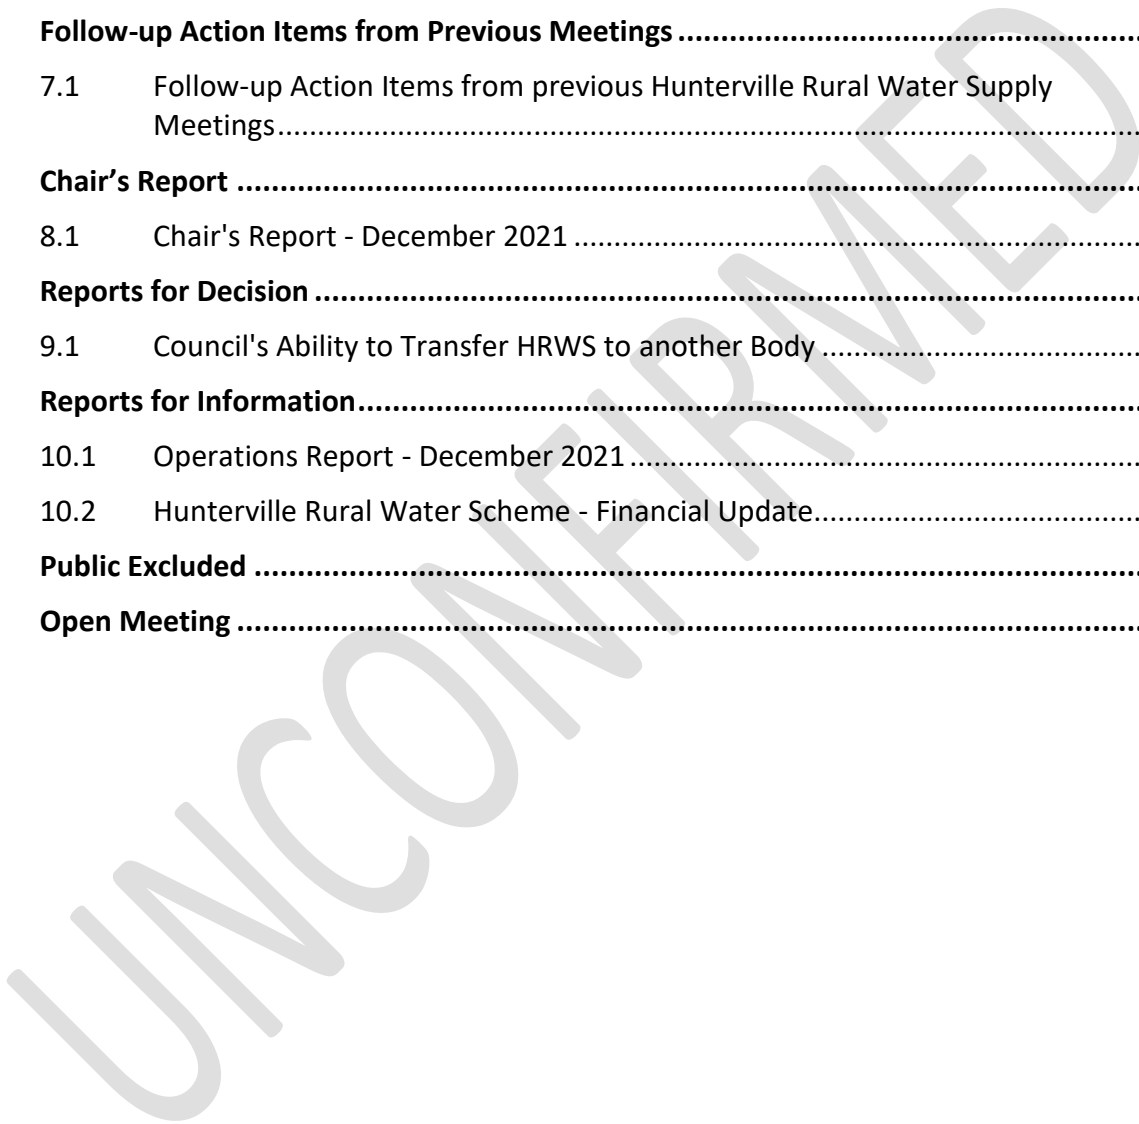 Follow-up Action Items from Previous Meetings ........................................................
7.1 Follow-up Action Items from previous Hunterville Rural Water Supply
Meetings ........................................................
Chair’s Report ........................................................
8.1 Chair's Report - December 2021 ........................................................
Reports for Decision ........................................................
9.1 Council's Ability to Transfer HRWS to another Body ........................................................
Reports for Information ........................................................
10.1 Operations Report - December 2021 ........................................................
10.2 Hunterville Rural Water Scheme - Financial Update ........................................................
Public Excluded ........................................................
Open Meeting ........................................................
UNCONFIRMED